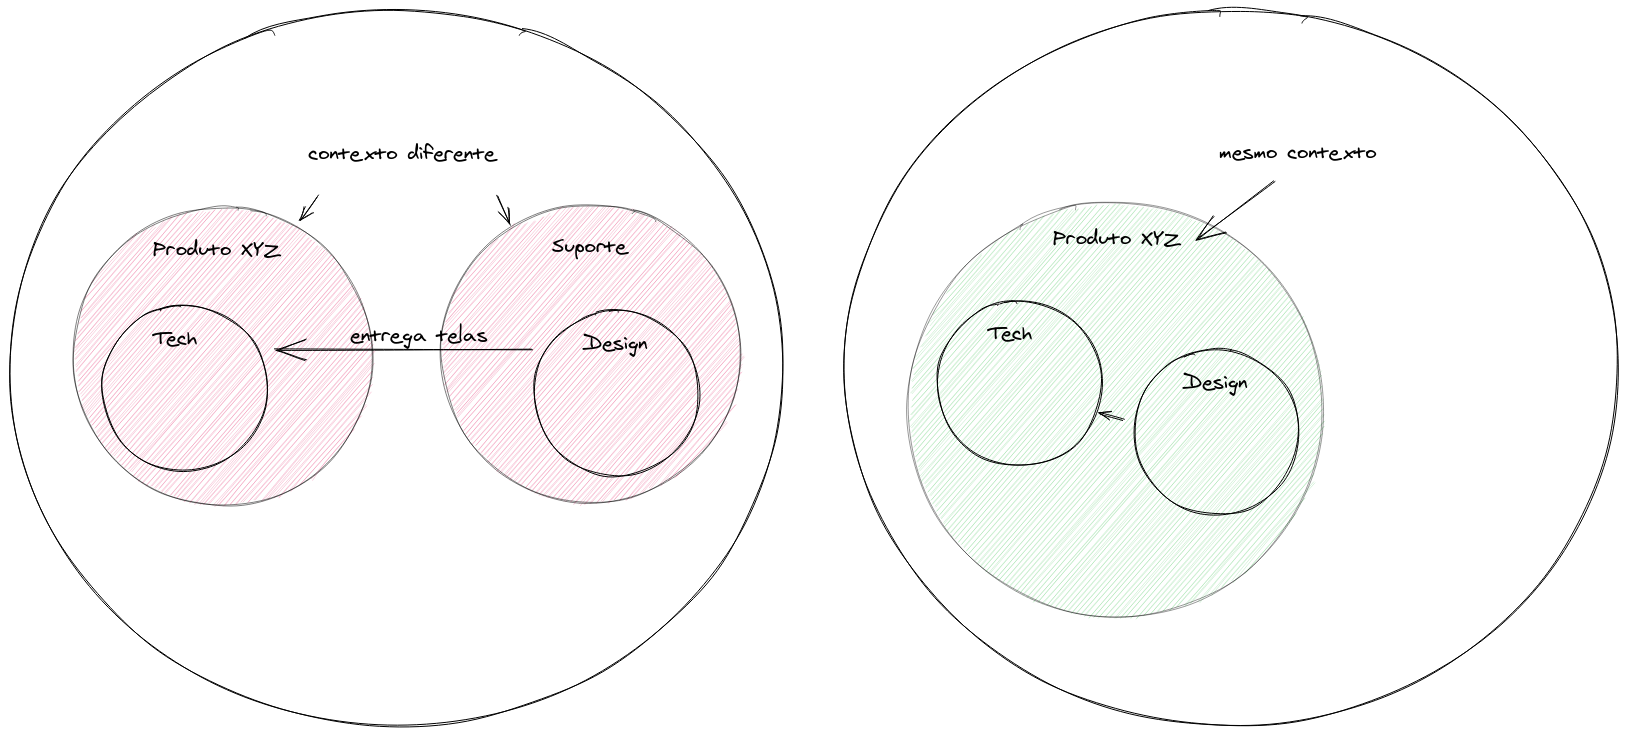 contexto diferente
Produto XYZ
Suporte
Tech
entrega telas
Design
mesmo contexto
Produto XYZ
Tech
Design